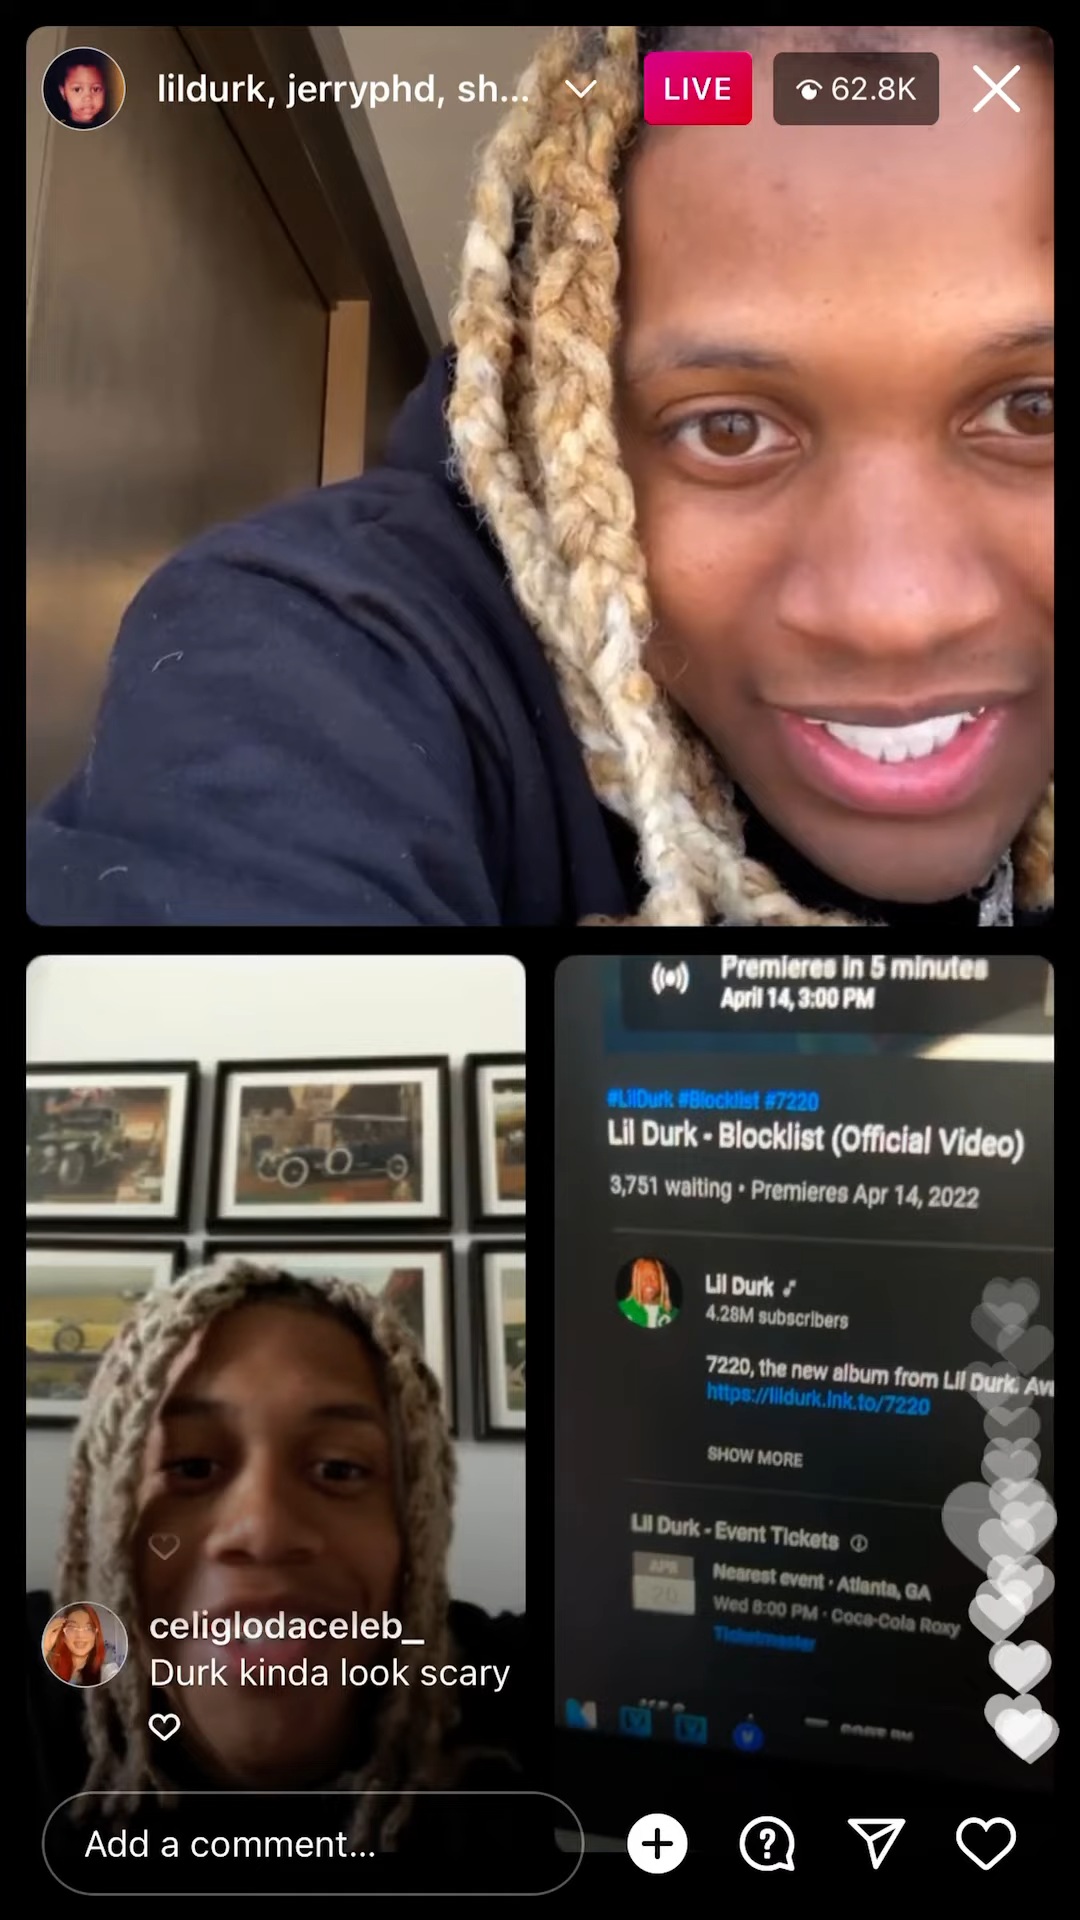 lildurk, jerryphd, sh...
LIVE
62.8K
Premieres in 5 minutes
April 14, 3:00 PM
#LilDurk #Blocklist #7220
Lil Durk - Blocklist (Official Video)
3,751 waiting • Premieres Apr 14, 2022
Lil Durk
4.28M subscribers
7220, the new album from Lil Durk.
https://lildurk.lnk.to/7220
SHOW MORE
Lil Durk - Event Tickets
APR
20
Nearest event · Atlanta, GA
Wed 8:00 PM · Coca-Cola Roxy
Ticketmaster
celiglodaceleb_
Durk kinda look scary
Add a comment...